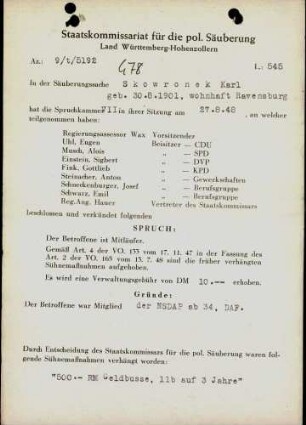 Staatskommissariat für die pol. Säuberung
Land Württemberg-Hohenzollern
Az.: 9/t/5192
478
L.: 545
In der Säuberungssache Skowronek Karl
geb. 30.8.1901, wohnhaft Ravensburg
hat die Spruchkammer VII in ihrer Sitzung am 27.8.48, an welcher
teilgenommen haben:
Regierungsassessor Wax Vorsitzender
Uhl, Eugen Beisitzer — CDU
Musch, Alois „ — SPD
Einstein, Sigbert „ — DVP
Fink, Gottlieb „ — KPD
Steinacher, Anton „ — Gewerkschaften
Schneckenburger, Josef „ — Berufsgruppe
Schwarz, Emil „ — Berufsgruppe
Reg.Ang. Hauer Vertreter des Staatskommissars
beschlossen und verkündet folgenden
SPRUCH:
Der Betroffene ist Mitläufer.
Gemäß Art. 4 der VO. 133 vom 17. 11. 47 in der Fassung des
Art. 2 der VO. 165 vom 13. 7. 48 sind die früher verhängten
Sühnemaßnahmen aufgehoben.
Es wird eine Verwaltungsgebühr von DM 10.-- erhoben.
Gründe:
Der Betroffene war Mitglied der NSDAP ab 34, DAF.
Durch Entscheidung des Staatskommissars für die pol. Säuberung waren fol-
gende Sühnemaßnahmen verhängt worden:
"500.- RM Geldbusse, 11b auf 3 Jahre"